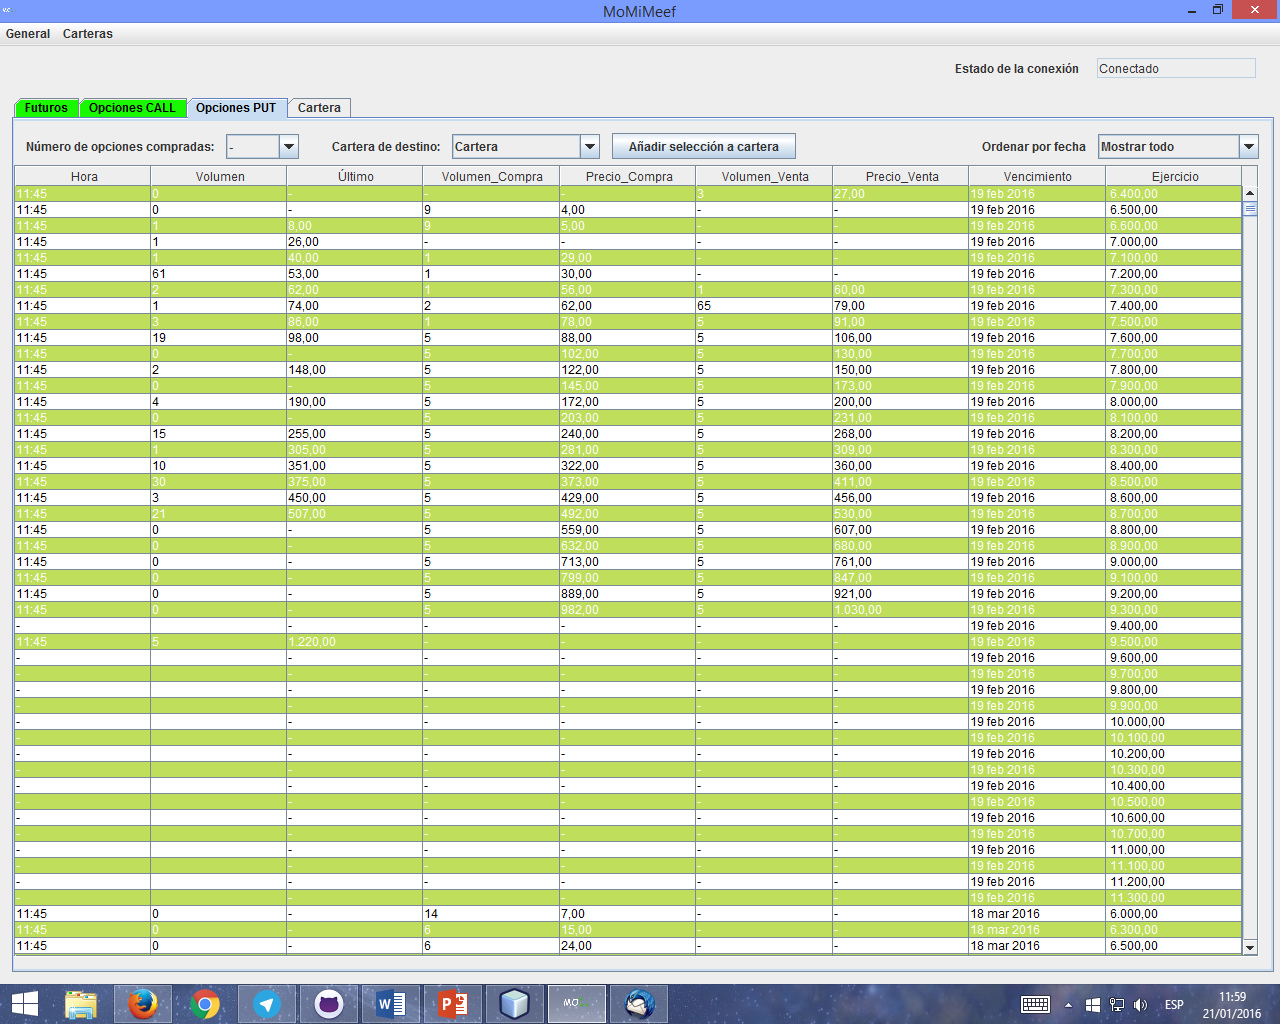 MoMiMeef
General Carteras
Estado de la conexión Conectado
Futuros Opciones CALL Opciones PUT Cartera
Número de opciones compradas: - Cartera de destino: Cartera Añadir selección a cartera Ordenar por fecha Mostrar todo
Hora Volumen Último Volumen_Compra Precio_Compra Volumen_Venta Precio_Venta Vencimiento Ejercicio
11:45 0 - - - 3 27,00 19 feb 2016 6.400,00
11:45 0 - 9 4,00 - - 19 feb 2016 6.500,00
11:45 1 8,00 9 5,00 - - 19 feb 2016 6.600,00
11:45 1 26,00 - - - - 19 feb 2016 7.000,00
11:45 1 40,00 1 29,00 - - 19 feb 2016 7.100,00
11:45 61 53,00 1 30,00 - - 19 feb 2016 7.200,00
11:45 2 62,00 1 56,00 1 60,00 19 feb 2016 7.300,00
11:45 1 74,00 2 62,00 65 79,00 19 feb 2016 7.400,00
11:45 3 86,00 1 78,00 5 91,00 19 feb 2016 7.500,00
11:45 19 98,00 5 88,00 5 106,00 19 feb 2016 7.600,00
11:45 0 - 5 102,00 5 130,00 19 feb 2016 7.700,00
11:45 2 148,00 5 122,00 5 150,00 19 feb 2016 7.800,00
11:45 0 - 5 145,00 5 173,00 19 feb 2016 7.900,00
11:45 4 190,00 5 172,00 5 200,00 19 feb 2016 8.000,00
11:45 0 - 5 203,00 5 231,00 19 feb 2016 8.100,00
11:45 15 255,00 5 240,00 5 268,00 19 feb 2016 8.200,00
11:45 1 305,00 5 281,00 5 309,00 19 feb 2016 8.300,00
11:45 10 351,00 5 322,00 5 360,00 19 feb 2016 8.400,00
11:45 30 375,00 5 373,00 5 411,00 19 feb 2016 8.500,00
11:45 3 450,00 5 429,00 5 456,00 19 feb 2016 8.600,00
11:45 21 507,00 5 492,00 5 530,00 19 feb 2016 8.700,00
11:45 0 - 5 559,00 5 607,00 19 feb 2016 8.800,00
11:45 0 - 5 632,00 5 680,00 19 feb 2016 8.900,00
11:45 0 - 5 713,00 5 761,00 19 feb 2016 9.000,00
11:45 0 - 5 799,00 5 847,00 19 feb 2016 9.100,00
11:45 0 - 5 889,00 5 921,00 19 feb 2016 9.200,00
11:45 0 - 5 982,00 5 1.030,00 19 feb 2016 9.300,00
- - - - - - 19 feb 2016 9.400,00
11:45 5 1.220,00 - - - - 19 feb 2016 9.500,00
- - - - - - 19 feb 2016 9.600,00
- - - - - - 19 feb 2016 9.700,00
- - - - - - 19 feb 2016 9.800,00
- - - - - - 19 feb 2016 9.900,00
- - - - - - 19 feb 2016 10.000,00
- - - - - - 19 feb 2016 10.100,00
- - - - - - 19 feb 2016 10.200,00
- - - - - - 19 feb 2016 10.300,00
- - - - - - 19 feb 2016 10.400,00
- - - - - - 19 feb 2016 10.500,00
- - - - - - 19 feb 2016 10.600,00
- - - - - - 19 feb 2016 10.700,00
- - - - - - 19 feb 2016 11.000,00
- - - - - - 19 feb 2016 11.100,00
- - - - - - 19 feb 2016 11.200,00
- - - - - - 19 feb 2016 11.300,00
11:45 0 - 14 7,00 - - 18 mar 2016 6.000,00
11:45 0 - 6 15,00 - - 18 mar 2016 6.300,00
11:45 0 - 6 24,00 - - 18 mar 2016 6.500,00
ESP 11:59
21/01/2016